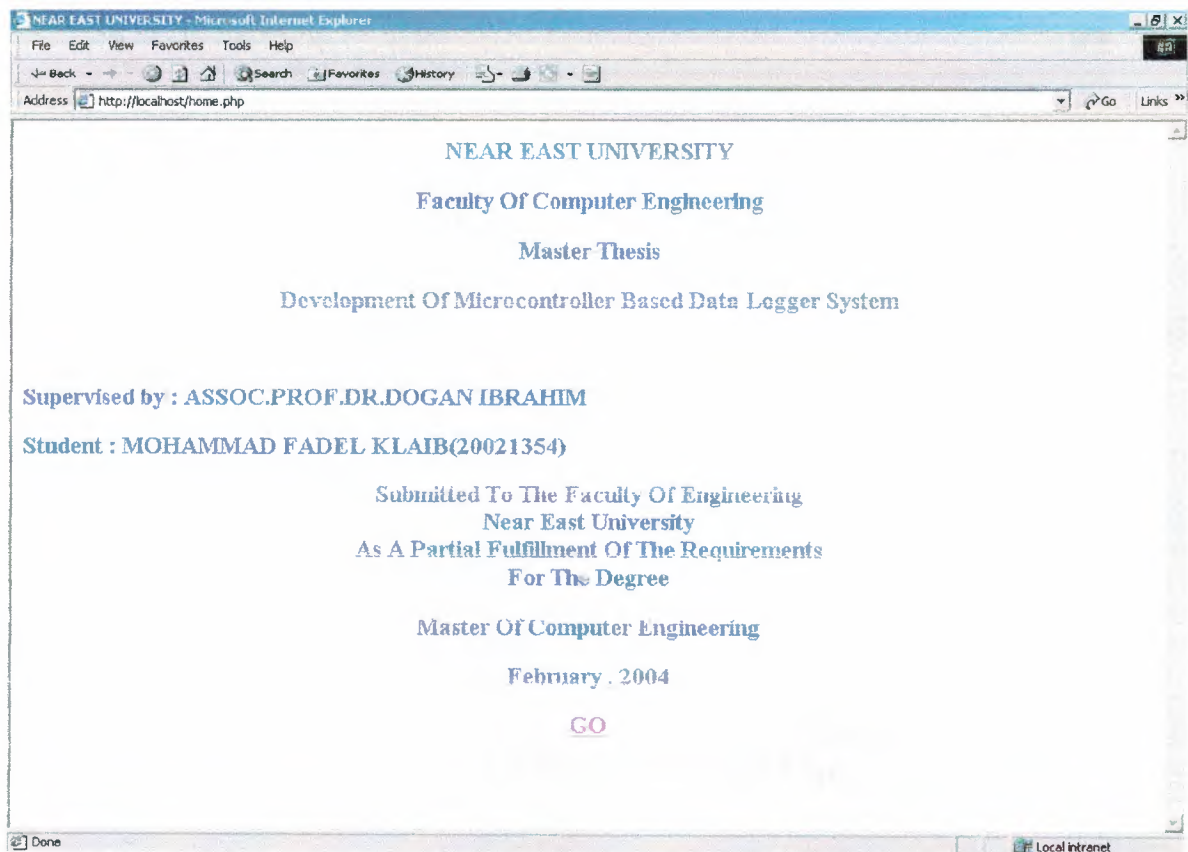 NEAR EAST UNIVERSITY - Microsoft Internet Explorer
File Edit View Favorites Tools Help
Back Search Favorites History
Address http://localhost/home.php Go Links »
NEAR EAST UNIVERSITY
Faculty Of Computer Engineering
Master Thesis
Development Of Microcontroller Based Data Logger System
Supervised by : ASSOC.PROF.DR.DOGAN IBRAHIM
Student : MOHAMMAD FADEL KLAIB(20021354)
Submitted To The Faculty Of Engineering
Near East University
As A Partial Fulfillment Of The Requirements
For The Degree
Master Of Computer Engineering
February . 2004
GO
Done Local intranet